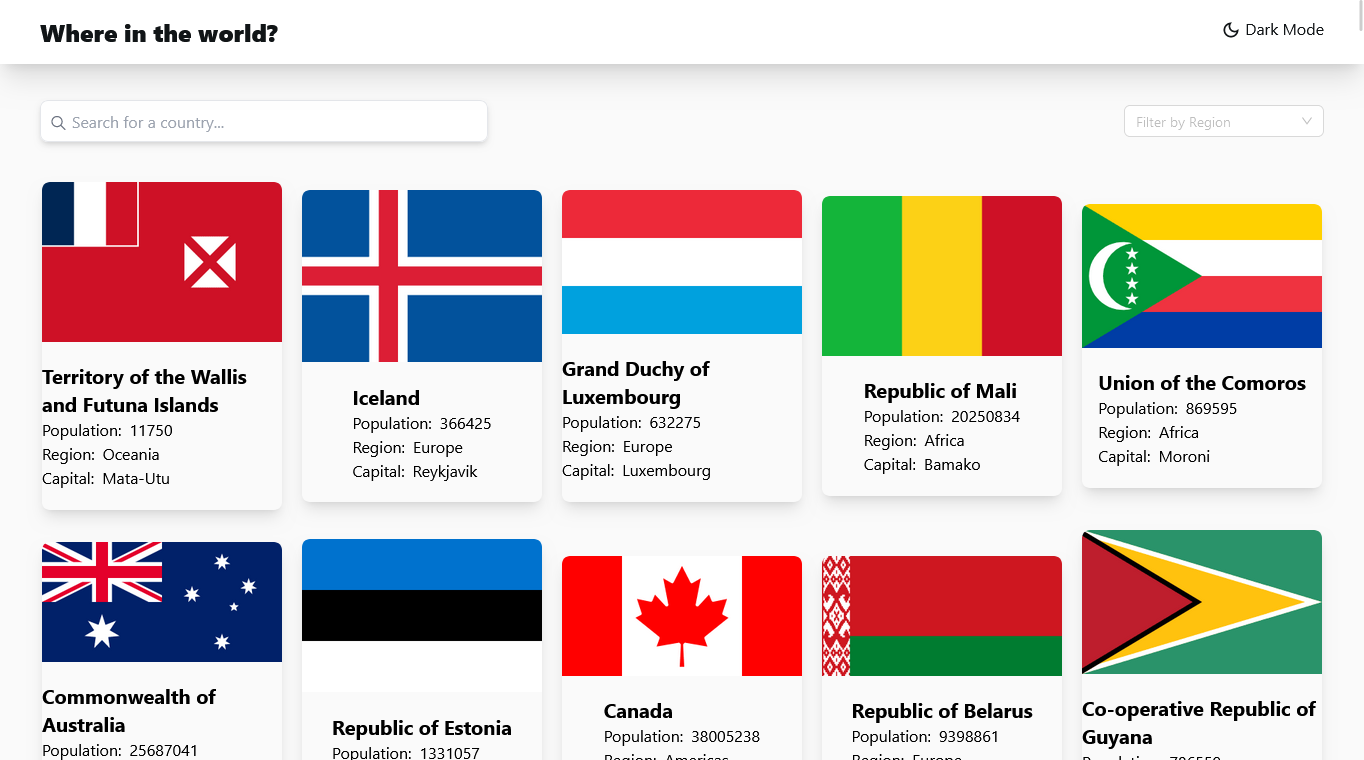 Where in the world?
Dark Mode
Search for a country...
Filter by Region
Territory of the Wallis
and Futuna Islands
Population: 11750
Region: Oceania
Capital: Mata-Utu
Iceland
Population: 366425
Region: Europe
Capital: Reykjavik
Grand Duchy of
Luxembourg
Population: 632275
Region: Europe
Capital: Luxembourg
Republic of Mali
Population: 20250834
Region: Africa
Capital: Bamako
Union of the Comoros
Population: 869595
Region: Africa
Capital: Moroni
Commonwealth of
Australia
Population: 25687041
Republic of Estonia
Population: 1331057
Canada
Population: 38005238
Region: Americas
Republic of Belarus
Population: 9398861
Region: Europe
Co-operative Republic of
Guyana